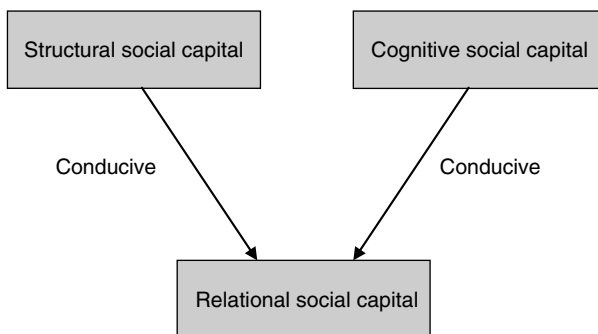 Structural social capital
Cognitive social capital
Conducive
Conducive
Relational social capital